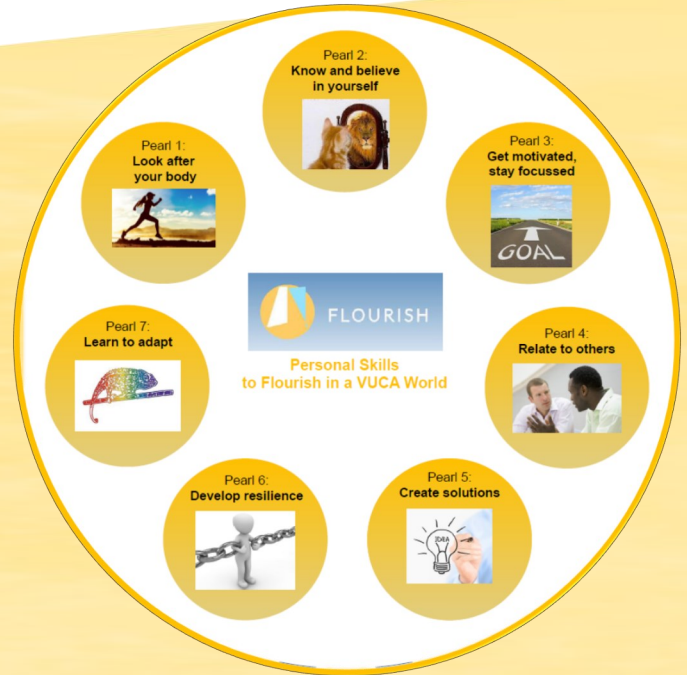 Pearl 1:
Look after
your body
Pearl 2:
Know and believe
in yourself
Pearl 3:
Get motivated,
stay focussed
GOAL
Pearl 4:
Relate to others
Pearl 5:
Create solutions
IDEA
Pearl 6:
Develop resilience
Pearl 7:
Learn to adapt
FLOURISH
Personal Skills
to Flourish in a VUCA World